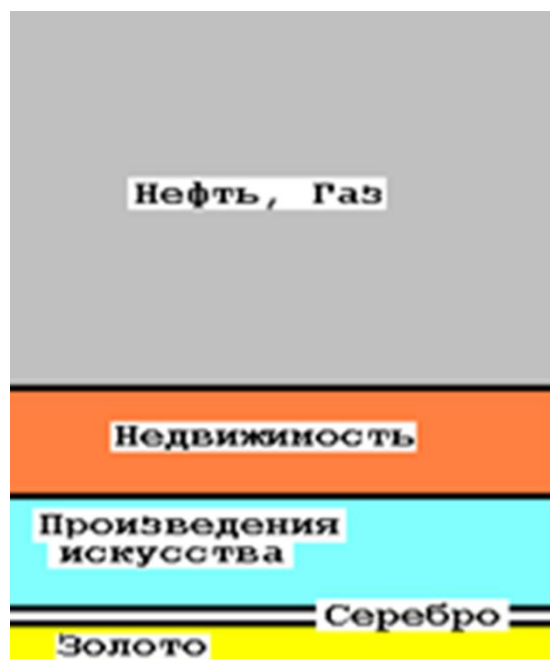 Нефть, Газ
Недвижимость
Произведения
искусства
Серебро
Золото